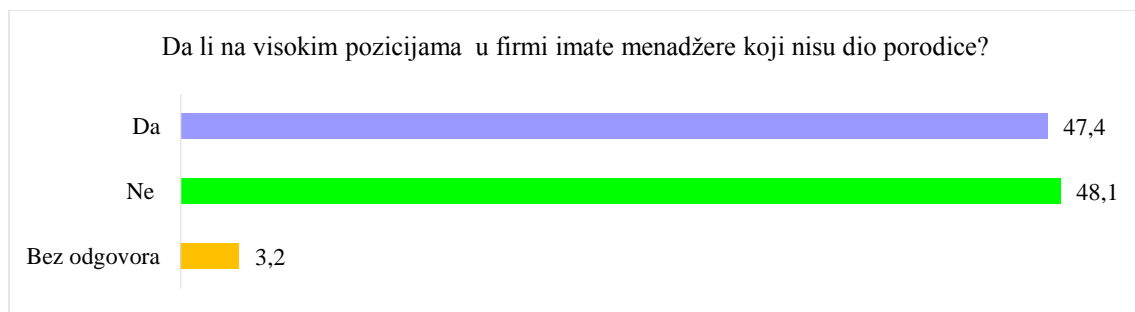 Da li na visokim pozicijama u firmi imate menadžere koji nisu dio porodice?
Da 47,4
Ne 48,1
Bez odgovora 3,2